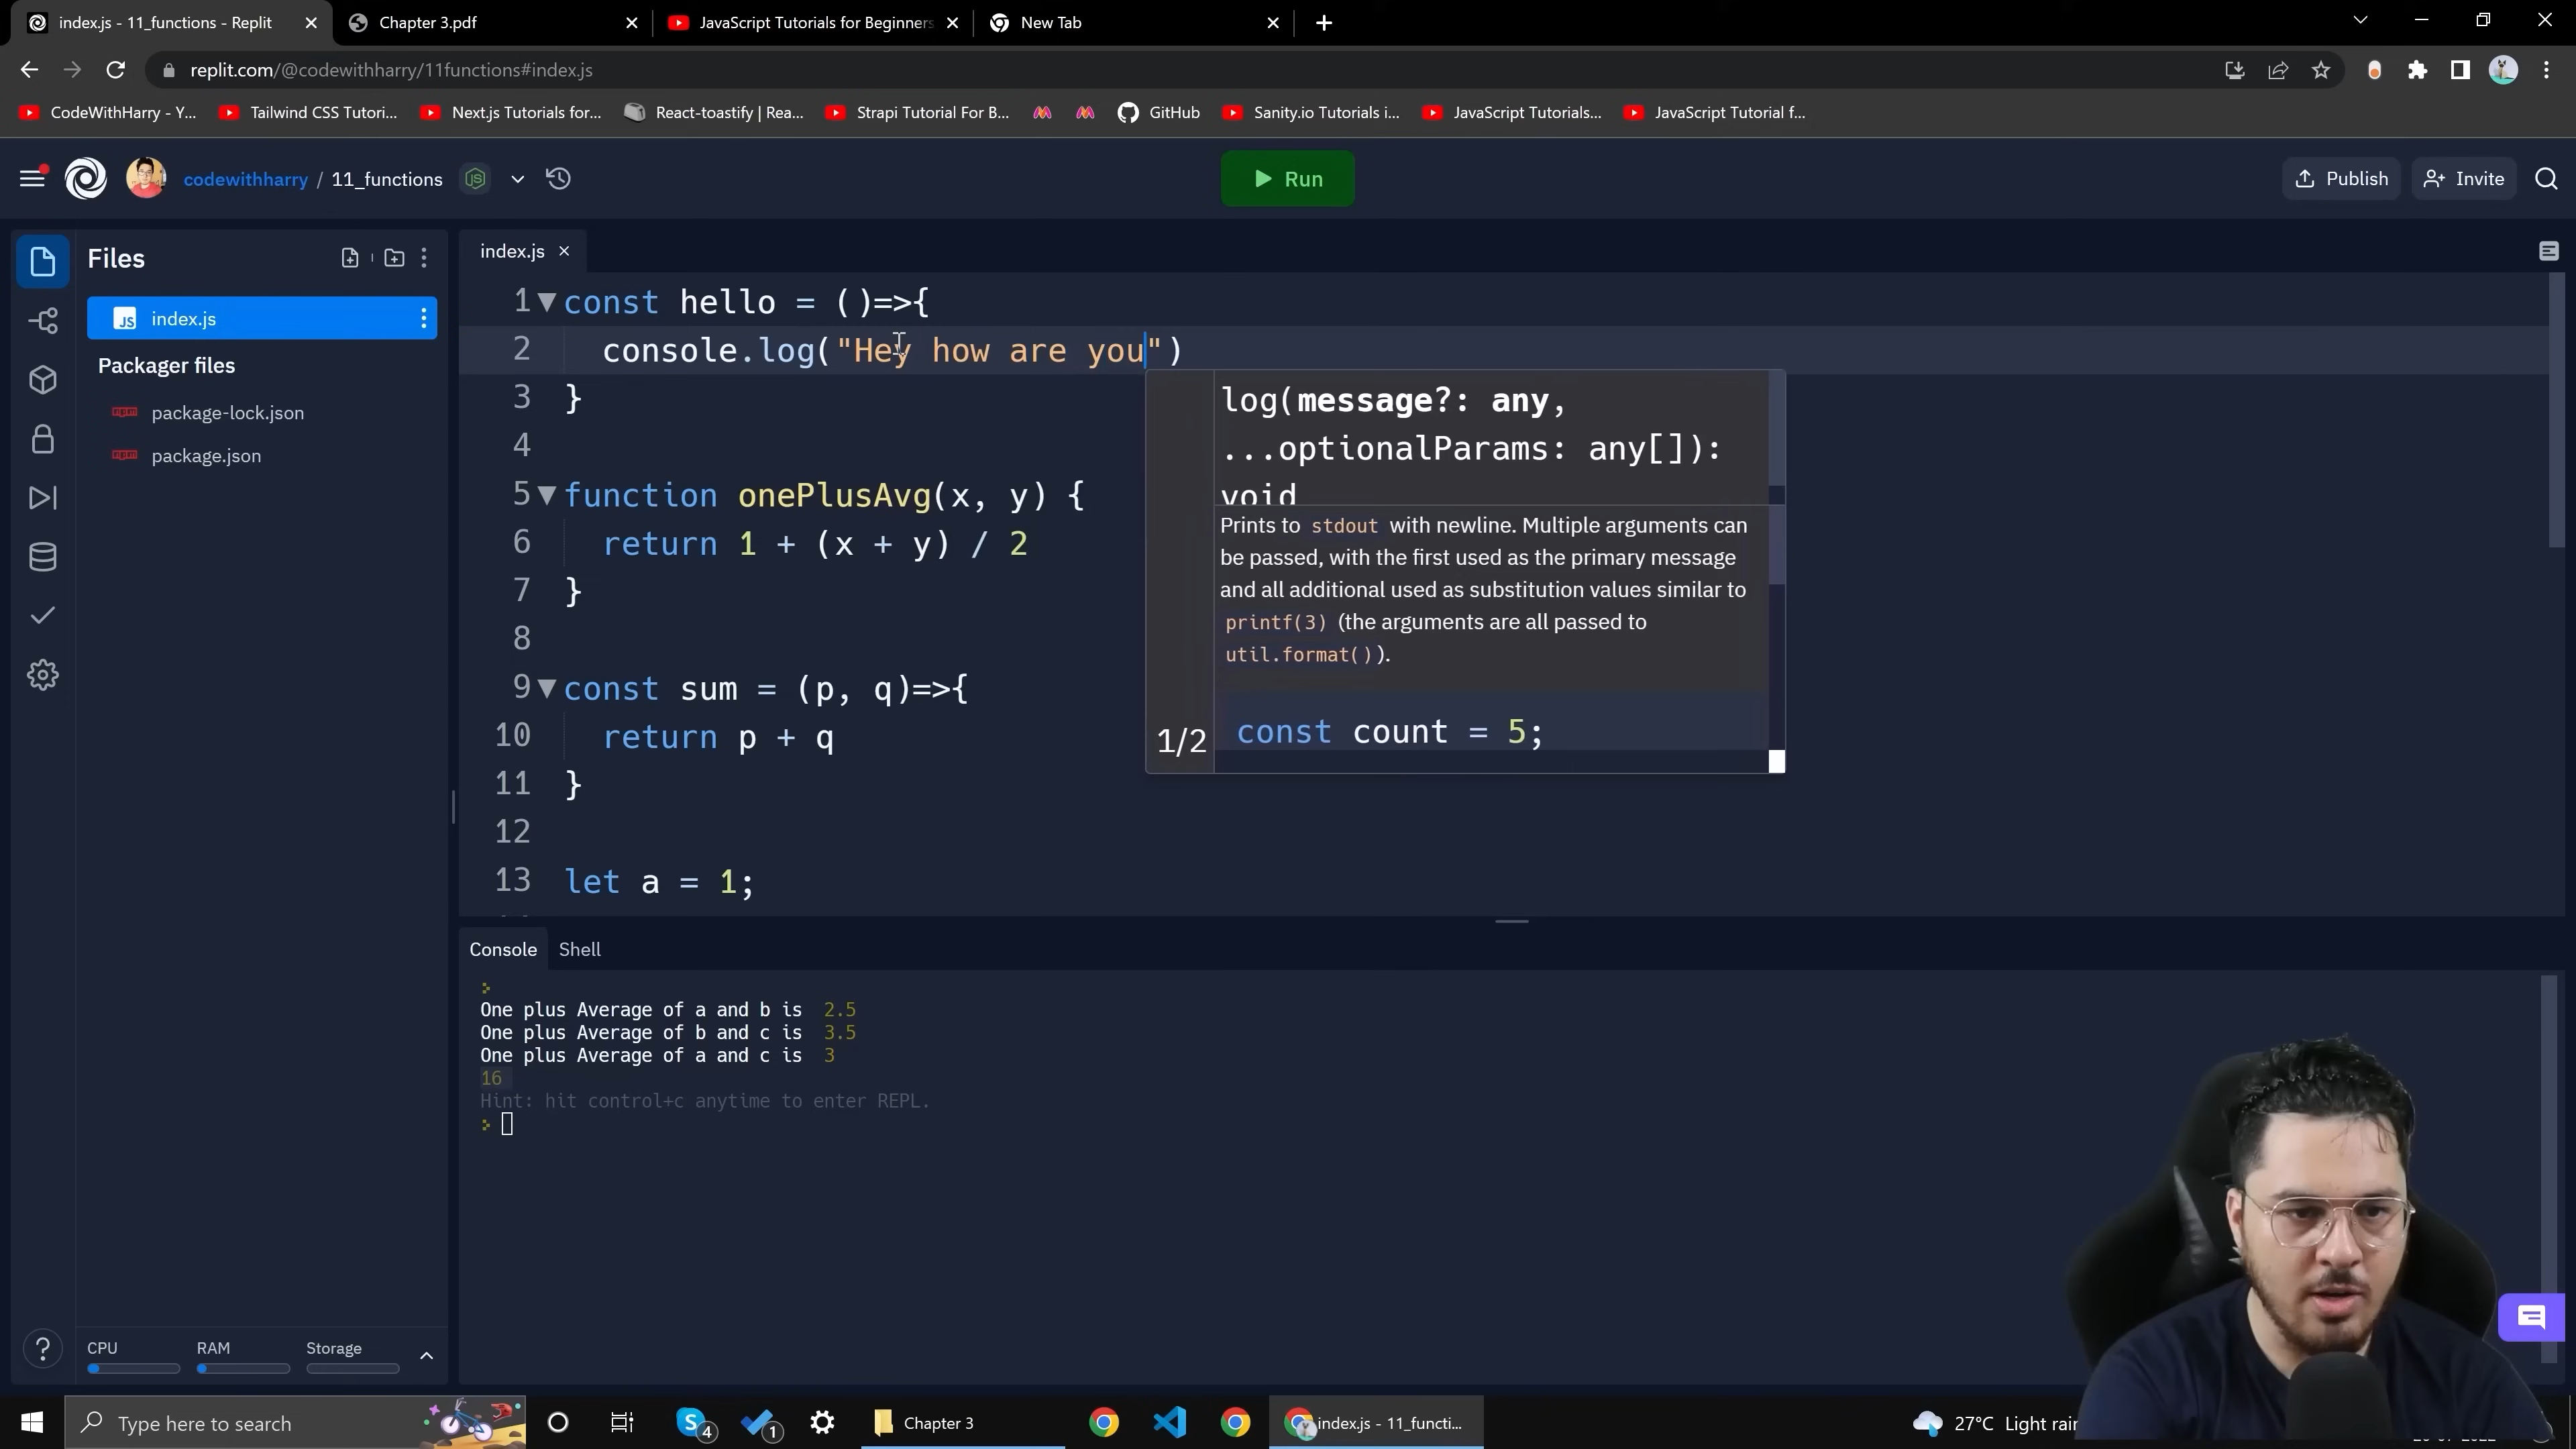 index.js - 11_functions - Replit
Chapter 3.pdf
JavaScript Tutorials for Beginners
New Tab
replit.com/@codewithharry/11functions#index.js
CodeWithHarry - Y...
Tailwind CSS Tutori...
Next.js Tutorials for...
React-toastify | Rea...
Strapi Tutorial For B...
GitHub
Sanity.io Tutorials i...
JavaScript Tutorials...
JavaScript Tutorial f...
codewithharry / 11_functions
Run
Publish
Invite
Files
index.js
Packager files
package-lock.json
package.json
index.js
1 const hello = ()=>{
2 console.log("Hey how are you")
3 }
4
5 function onePlusAvg(x, y) {
6 return 1 + (x + y) / 2
7 }
8
9 const sum = (p, q)=>{
10 return p + q
11 }
12
13 let a = 1;
log(message?: any,
...optionalParams: any[]):
void
Prints to stdout with newline. Multiple arguments can
be passed, with the first used as the primary message
and all additional used as substitution values similar to
printf(3) (the arguments are all passed to
util.format()).
const count = 5;
1/2
Console
Shell
One plus Average of a and b is 2.5
One plus Average of b and c is 3.5
One plus Average of a and c is 3
16
Hint: hit control+c anytime to enter REPL.
CPU
RAM
Storage
Type here to search
4
1
Chapter 3
index.js - 11_functi...
27°C Light rain